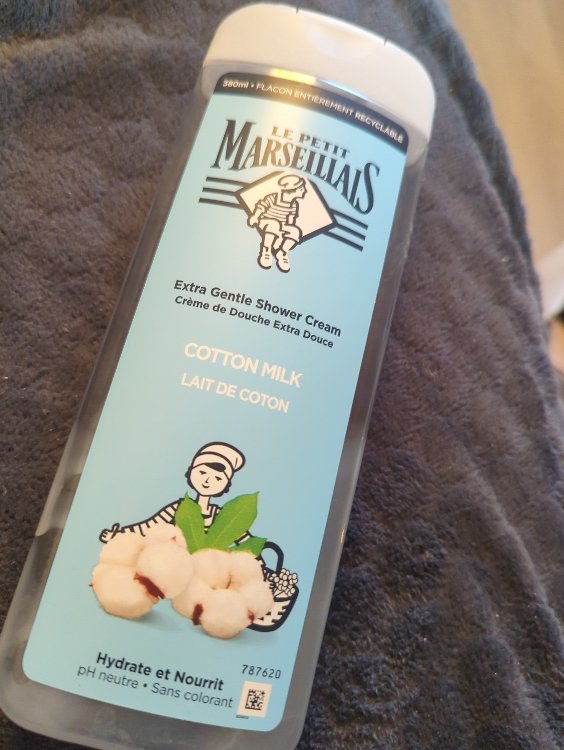 380ml • FLACON ENTIÈREMENT RECYCLABLE
LE PETIT
MARSEILLAIS
Extra Gentle Shower Cream
Crème de Douche Extra Douce
COTTON MILK
LAIT DE COTON
Hydrate et Nourrit
pH neutre • Sans colorant
787620